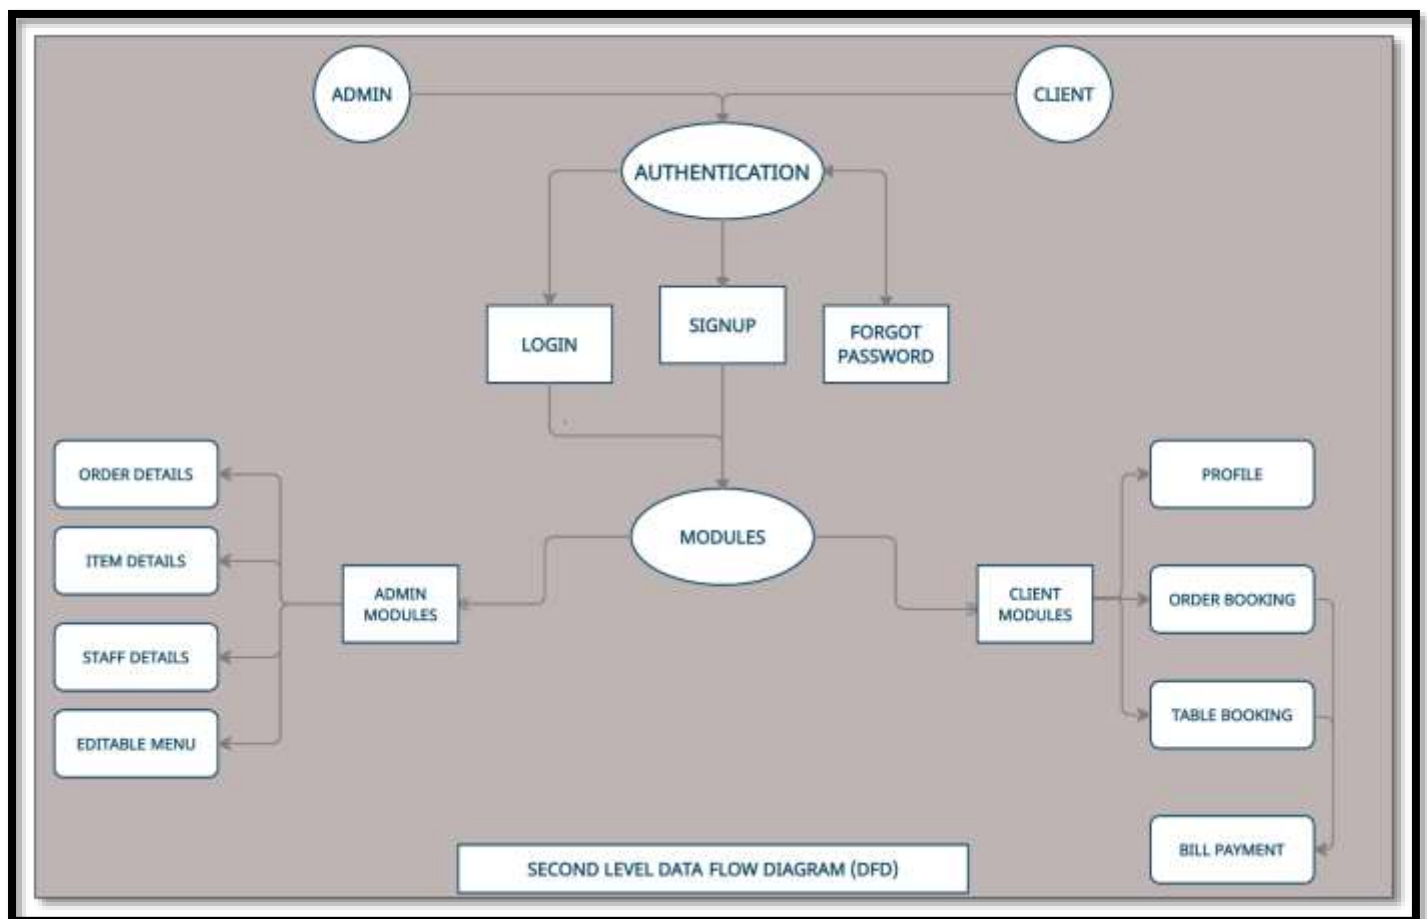 ADMIN
CLIENT
AUTHENTICATION
LOGIN
SIGNUP
FORGOT
PASSWORD
ORDER DETAILS
ITEM DETAILS
STAFF DETAILS
EDITABLE MENU
ADMIN
MODULES
MODULES
CLIENT
MODULES
PROFILE
ORDER BOOKING
TABLE BOOKING
BILL PAYMENT
SECOND LEVEL DATA FLOW DIAGRAM (DFD)